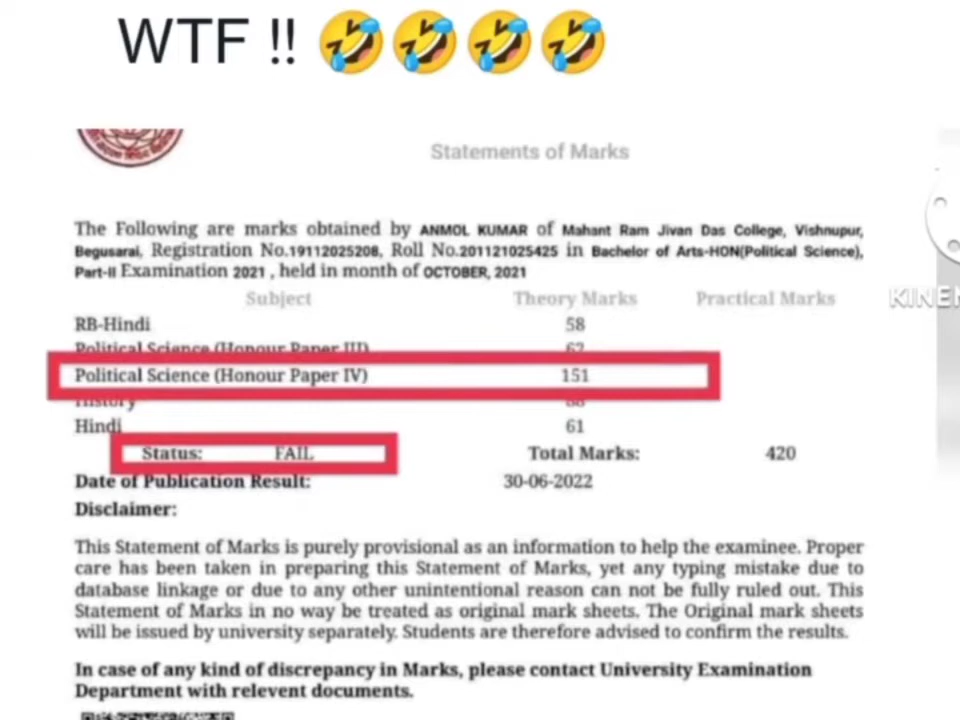 WTF !! 🤣🤣🤣🤣
Statements of Marks
The Following are marks obtained by ANMOL KUMAR of Mahant Ram Jivan Das College, Vishnupur,
Begusarai, Registration No.19112025208, Roll No.201121025425 in Bachelor of Arts-HON(Political Science),
Part-II Examination 2021 , held in month of OCTOBER, 2021
Subject Theory Marks Practical Marks
RB-Hindi 58
Political Science (Honour Paper III)
Political Science (Honour Paper IV) 151
History
Hindi 61
Status: FAIL Total Marks: 420
Date of Publication Result: 30-06-2022
Disclaimer:
This Statement of Marks is purely provisional as an information to help the examinee. Proper
care has been taken in preparing this Statement of Marks, yet any typing mistake due to
database linkage or due to any other unintentional reason can not be fully ruled out. This
Statement of Marks in no way be treated as original mark sheets. The Original mark sheets
will be issued by university separately. Students are therefore advised to confirm the results.
In case of any kind of discrepancy in Marks, please contact University Examination
Department with relevent documents.
KINEM